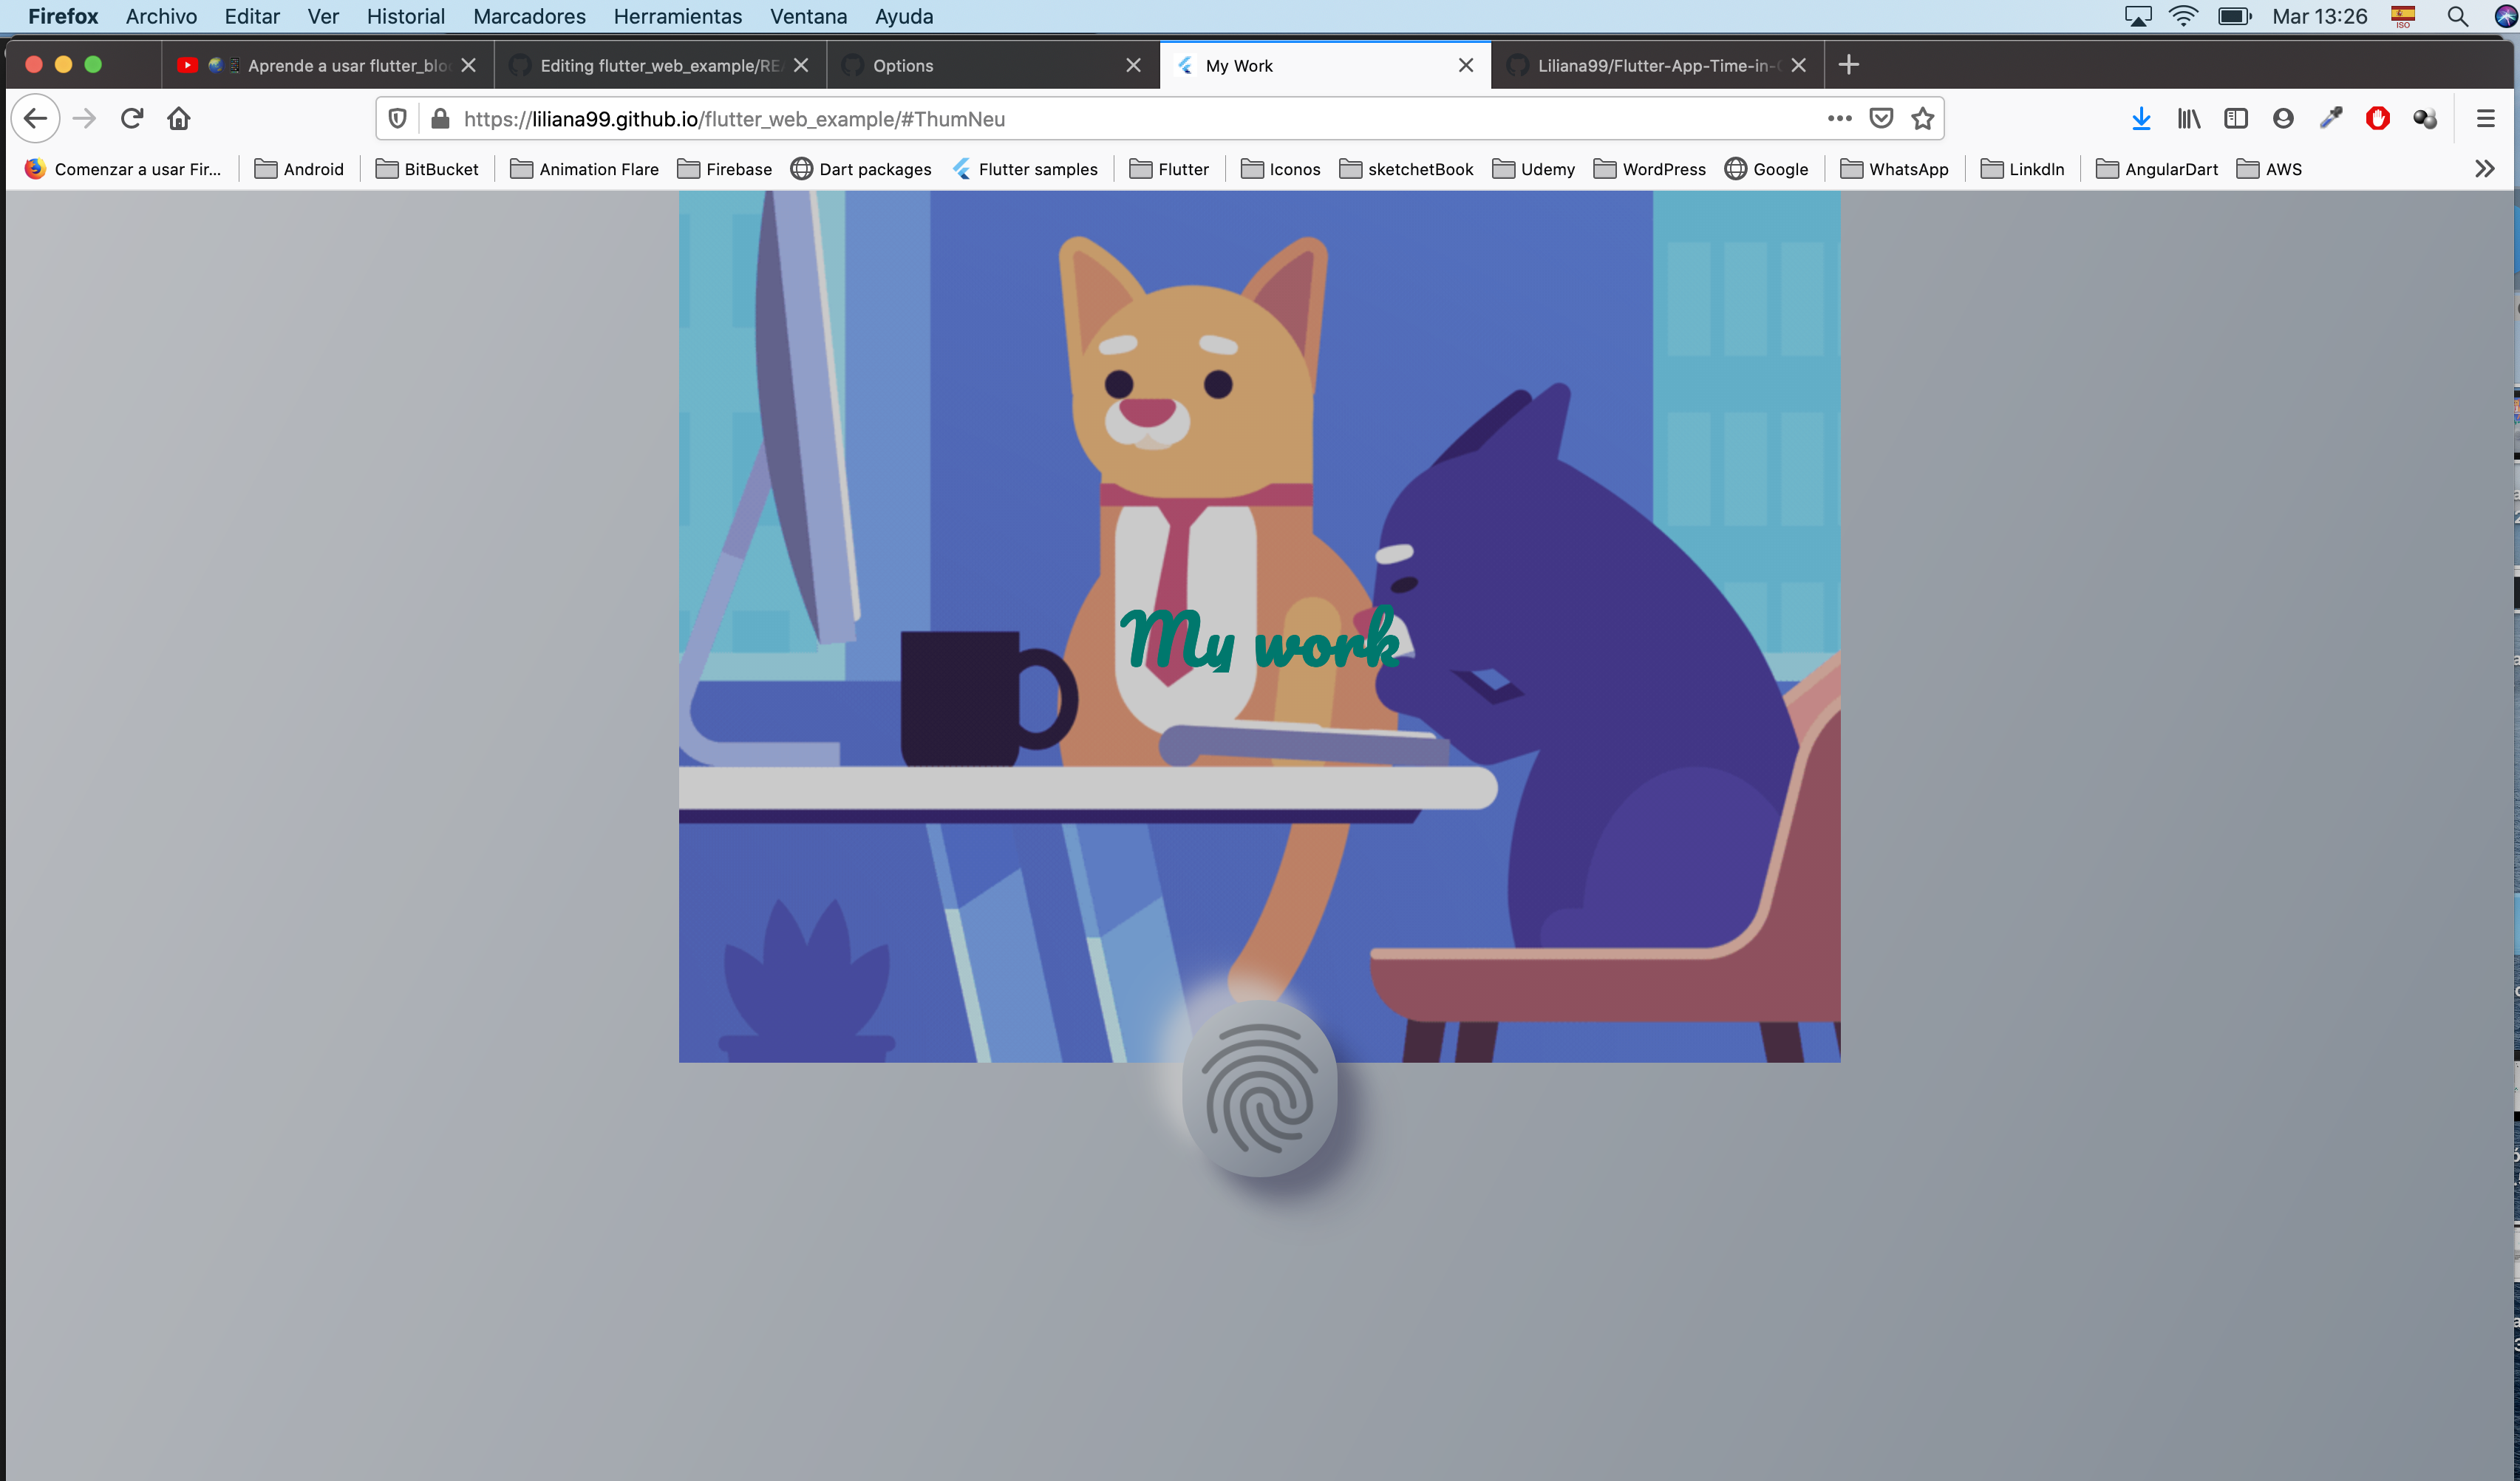 Firefox Archivo Editar Ver Historial Marcadores Herramientas Ventana Ayuda Mar 13:26 ISO
Aprende a usar flutter_blo Editing flutter_web_example/RE Options My Work Liliana99/Flutter-App-Time-in-
https://liliana99.github.io/flutter_web_example/#ThumNeu
Comenzar a usar Fir... Android BitBucket Animation Flare Firebase Dart packages Flutter samples Flutter Iconos sketchetBook Udemy WordPress Google WhatsApp LinkdIn AngularDart AWS
My work